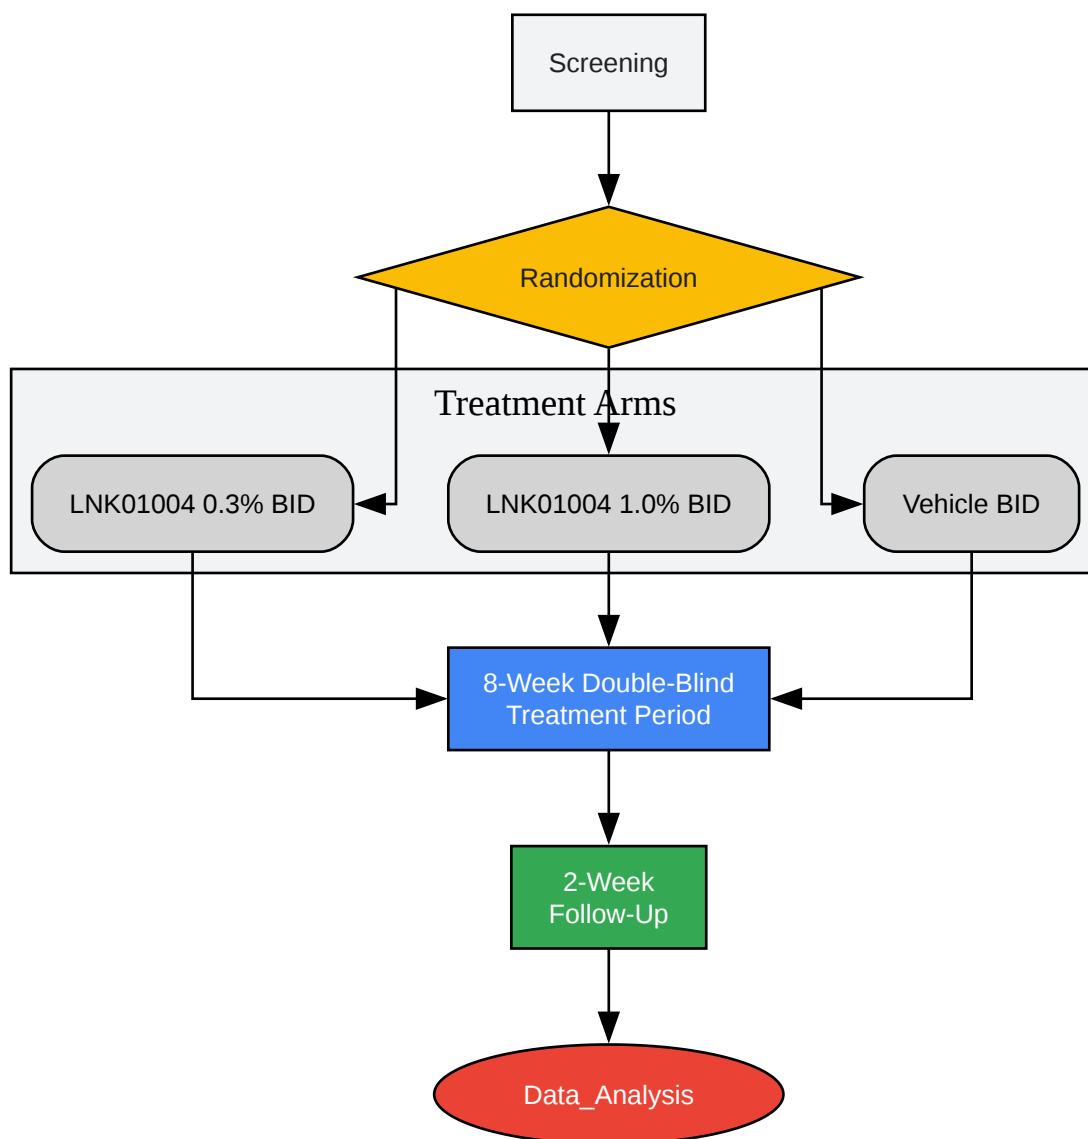 Screening
Randomization
Treatment Arms
LNK01004 0.3% BID
LNK01004 1.0% BID
Vehicle BID
8-Week Double-Blind
Treatment Period
2-Week
Follow-Up
Data_Analysis